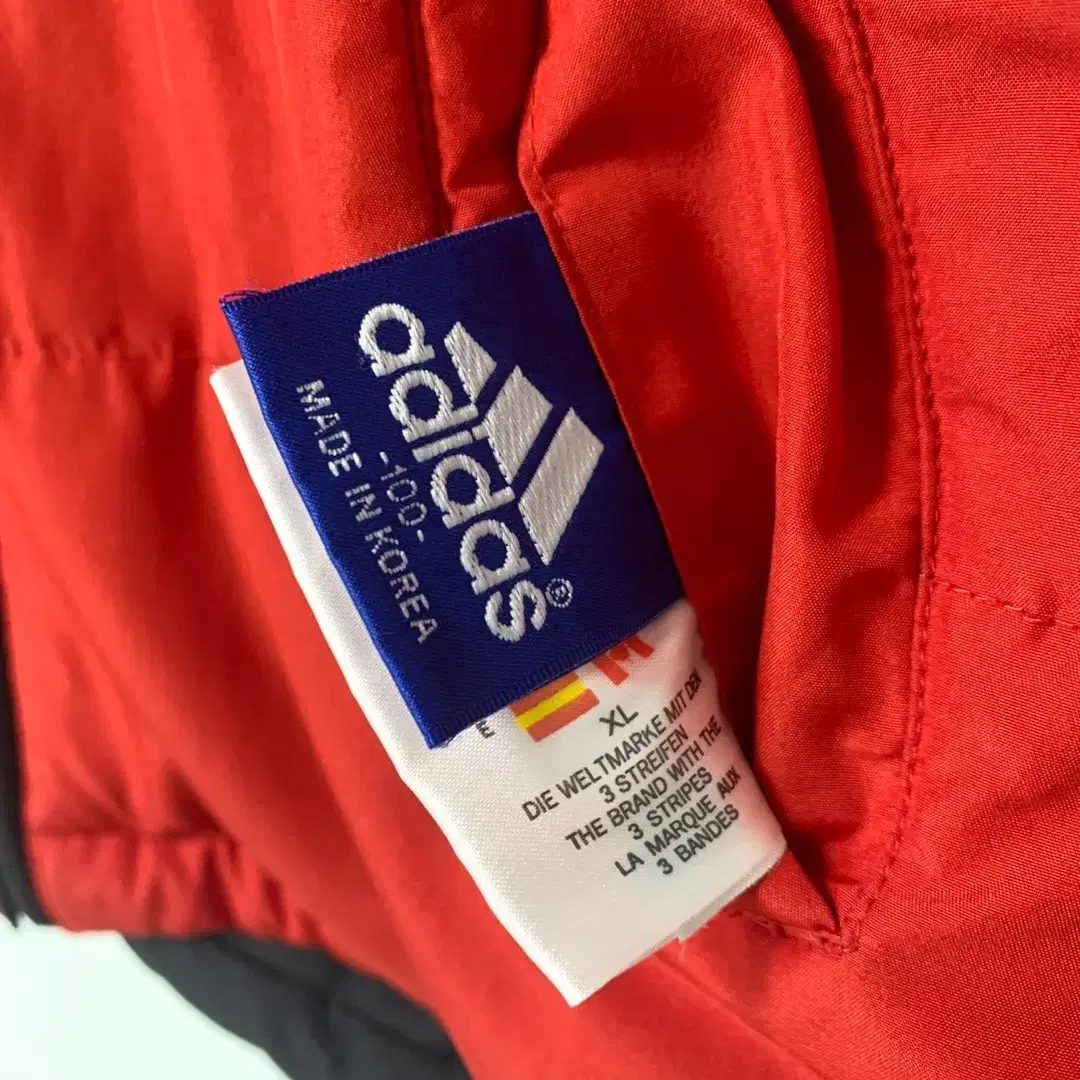 adidas®
-100-
MADE IN KOREA
E
M
XL
DIE WELTMARKE MIT DEN
3 STREIFEN
THE BRAND WITH THE
3 STRIPES
LA MARQUE AUX
3 BANDES